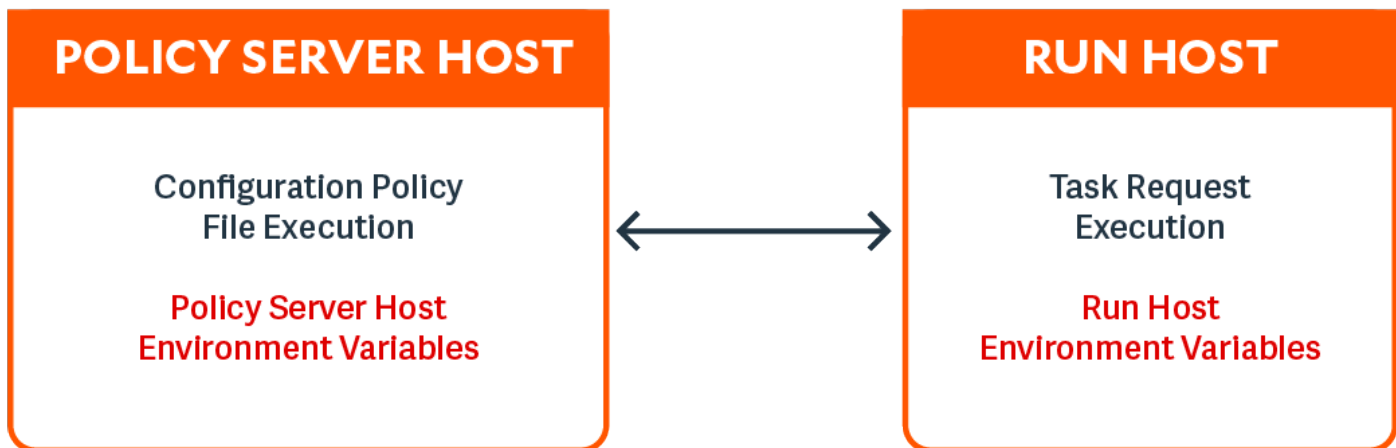 POLICY SERVER HOST
Configuration Policy
File Execution
Policy Server Host
Environment Variables
RUN HOST
Task Request
Execution
Run Host
Environment Variables